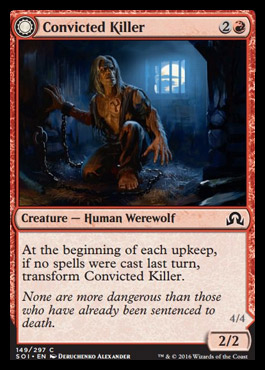 Convicted Killer 2
Creature — Human Werewolf
At the beginning of each upkeep,
if no spells were cast last turn,
transform Convicted Killer.
None are more dangerous than those
who have already been sentenced to
death.
4/4
2/2
149/297 C
SOI • EN DERUCHENKO ALEXANDER
™ & © 2016 Wizards of the Coast